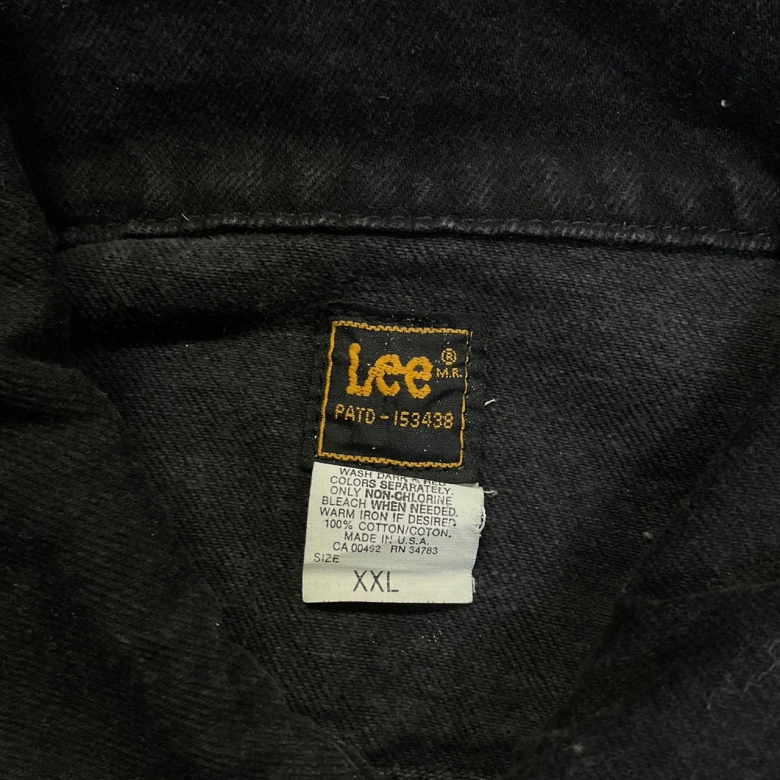 Lee ®
M.R.
PATD-153438
WASH DARK & RED
COLORS SEPARATELY.
ONLY NON-CHLORINE
BLEACH WHEN NEEDED.
WARM IRON IF DESIRED.
100% COTTON/COTON.
MADE IN U.S.A.
CA 00492 RN 34783
SIZE
XXL